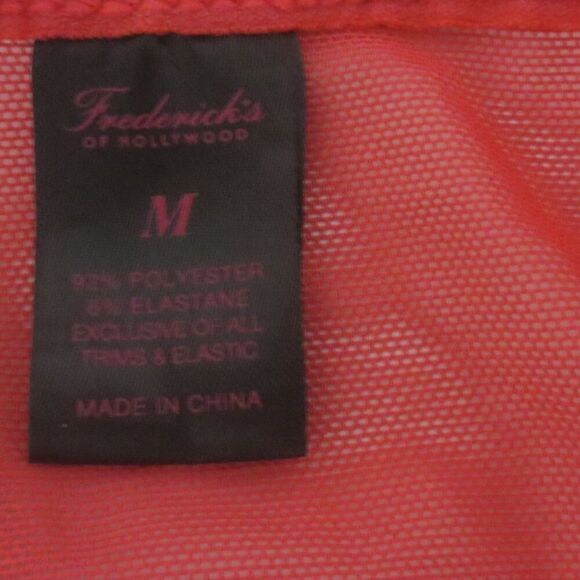 Frederick's
OF HOLLYWOOD
M
92% POLYESTER
8% ELASTANE
EXCLUSIVE OF ALL
TRIMS & ELASTIC
MADE IN CHINA